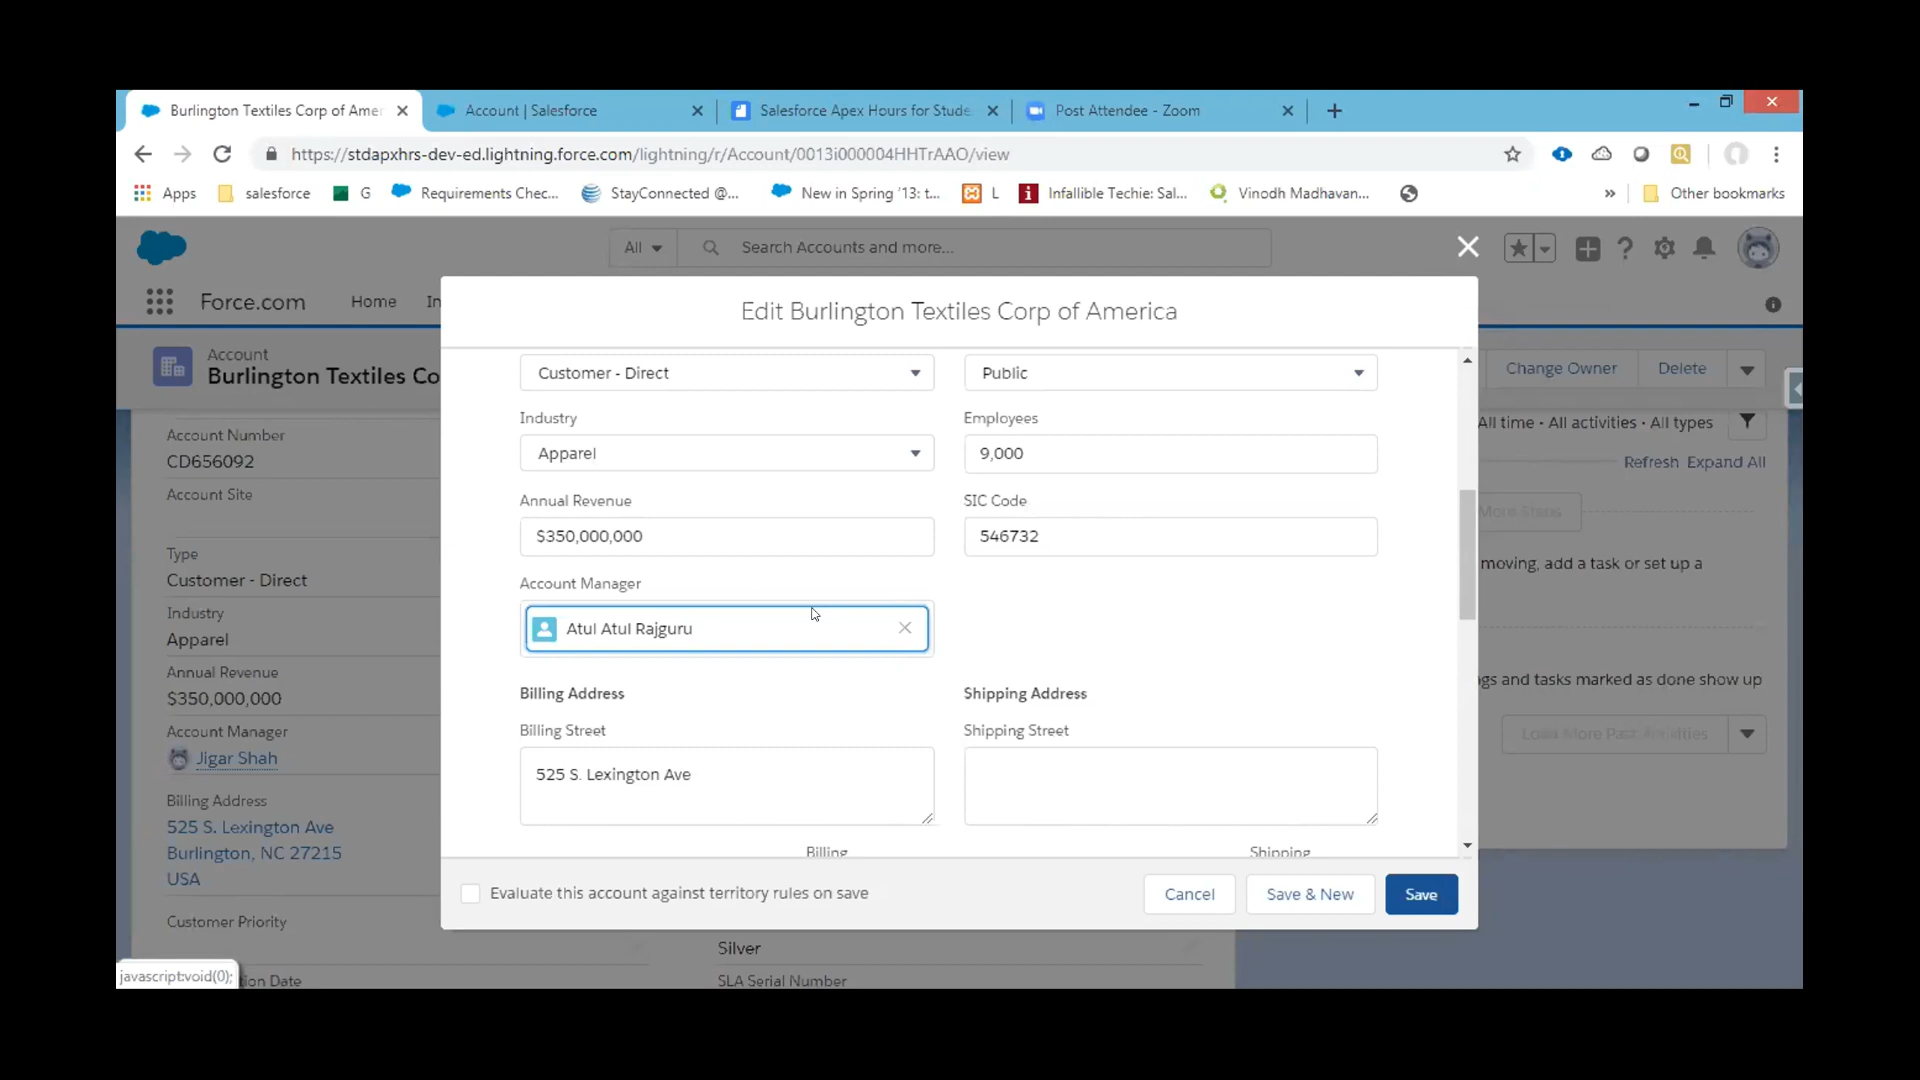 Burlington Textiles Corp of Amer
Account | Salesforce
Salesforce Apex Hours for Stude
Post Attendee - Zoom
https://stdapxhrs-dev-ed.lightning.force.com/lightning/r/Account/0013i000004HHTrAAO/view
Apps
salesforce
G
Requirements Chec...
StayConnected @...
New in Spring '13: t...
L
Infallible Techie: Sal...
Vinodh Madhavan...
»
Other bookmarks
All
Search Accounts and more...
Force.com
Home
In
Account
Burlington Textiles Co
Change Owner
Delete
Account Number
CD656092
Account Site
Type
Customer - Direct
Industry
Apparel
Annual Revenue
$350,000,000
Account Manager
Jigar Shah
Billing Address
525 S. Lexington Ave
Burlington, NC 27215
USA
Customer Priority
tion Date
Silver
SLA Serial Number
javascript:void(0);
All time • All activities • All types
Refresh Expand All
More Steps
moving, add a task or set up a
gs and tasks marked as done show up
Load More Past Activities
Edit Burlington Textiles Corp of America
Customer - Direct
Public
Industry
Employees
Apparel
9,000
Annual Revenue
SIC Code
$350,000,000
546732
Account Manager
Atul Atul Rajguru
Billing Address
Shipping Address
Billing Street
Shipping Street
525 S. Lexington Ave
Billing
Shipping
Evaluate this account against territory rules on save
Cancel
Save & New
Save